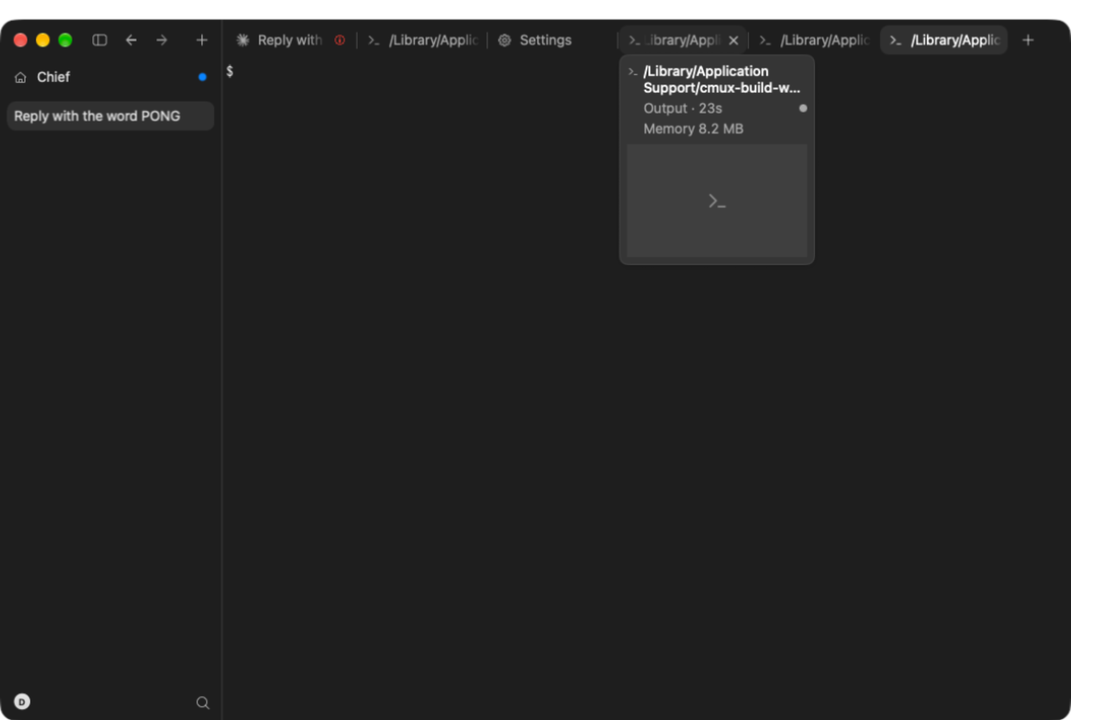 Reply with
>_ /Library/Applic
Settings
>_ .ibrary/Appli
>_ /Library/Applic
>_ /Library/Applic
Chief
$
Reply with the word PONG
>_ /Library/Application
Support/cmux-build-w...
Output · 23s
Memory 8.2 MB
>_
D